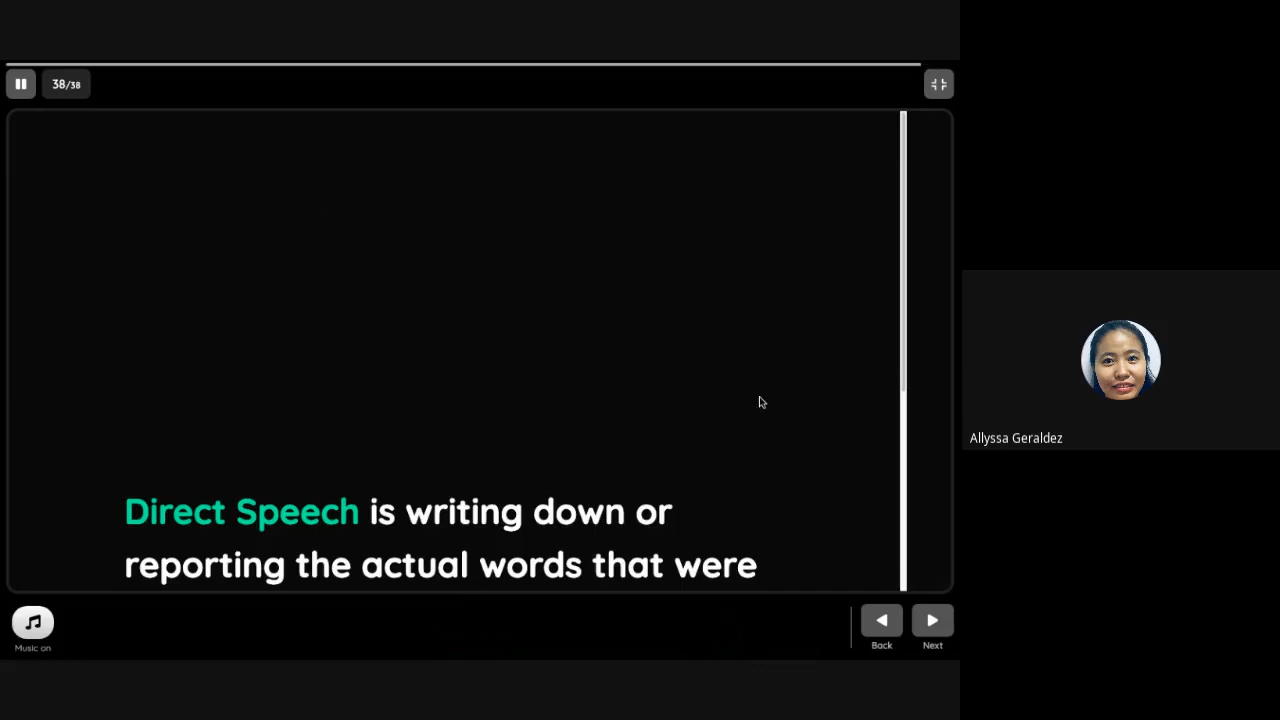 38/38
Direct Speech is writing down or
reporting the actual words that were
Music on
Back
Next
Allyssa Geraldez